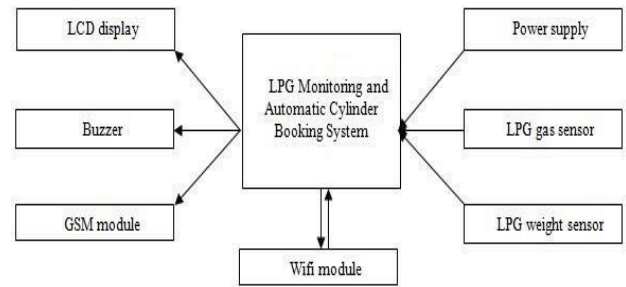 LCD display
Power supply
LPG Monitoring and
Automatic Cylinder
Booking System
Buzzer
LPG gas sensor
GSM module
LPG weight sensor
Wifi module